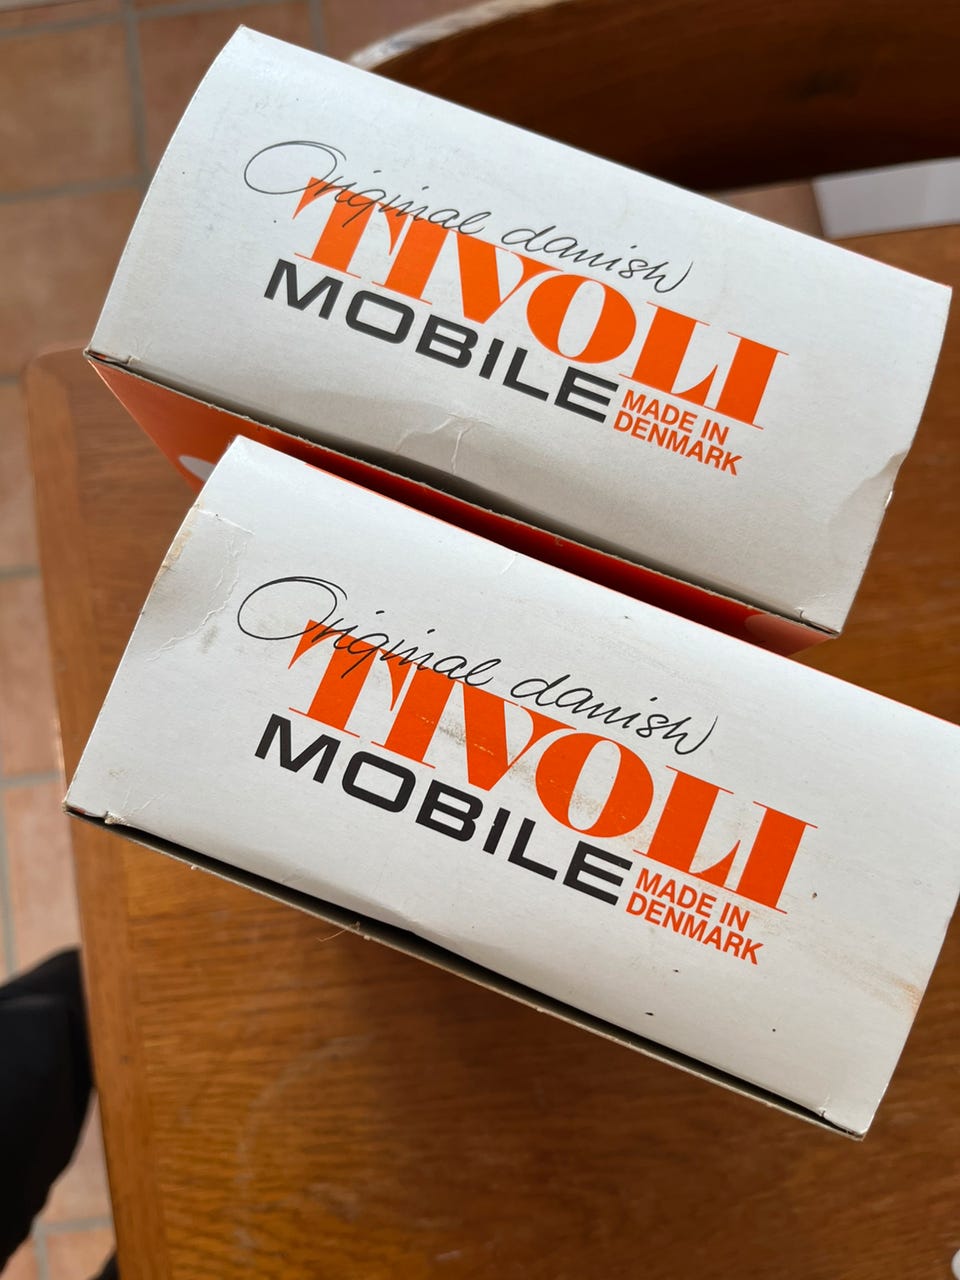 Original danish
TIVOLI
MOBILE
MADE IN
DENMARK
Original danish
TIVOLI
MOBILE
MADE IN
DENMARK